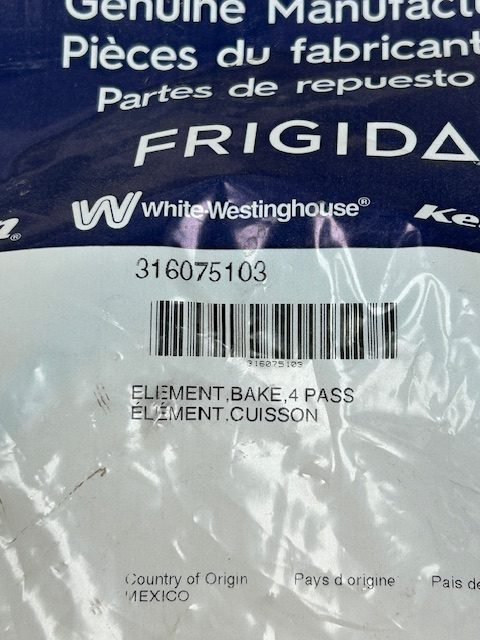 Genuine Manufactu
Pièces du fabricant
Partes de repuesto
FRIGIDA
n®
White-Westinghouse®
Ke
316075103
316075103
ELEMENT,BAKE,4 PASS
ÉLÉMENT,CUISSON
Country of Origin Pays d origine Pais de
MEXICO